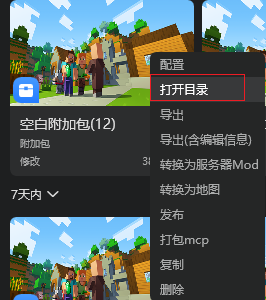 空白附加包(12)
附加包
修改
38
7天内
配置
打开目录
导出
导出(含编辑信息)
转换为服务器Mod
转换为地图
发布
打包mcp
复制
删除